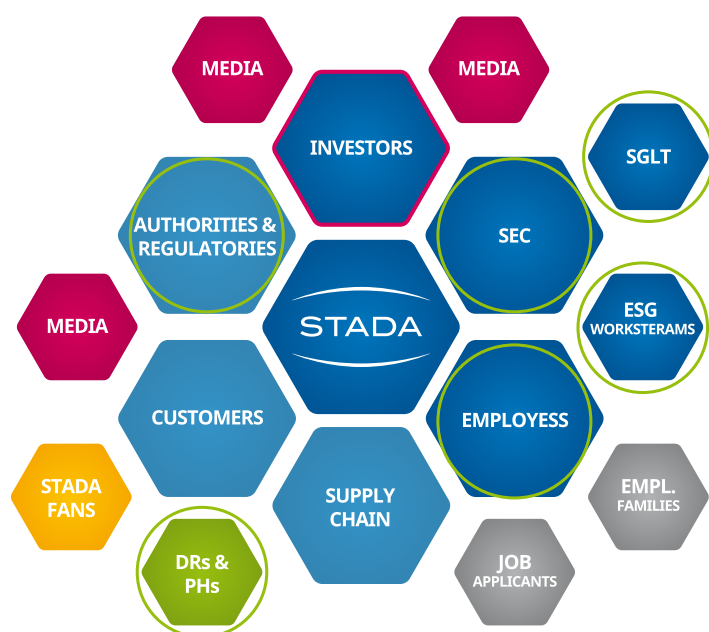 MEDIA
MEDIA
INVESTORS
SGLT
AUTHORITIES &
REGULATORIES
SEC
MEDIA
STADA
ESG
WORKSTERAMS
CUSTOMERS
EMPLOYESS
STADA
FANS
SUPPLY
CHAIN
EMPL.
FAMILIES
DRs &
PHs
JOB
APPLICANTS